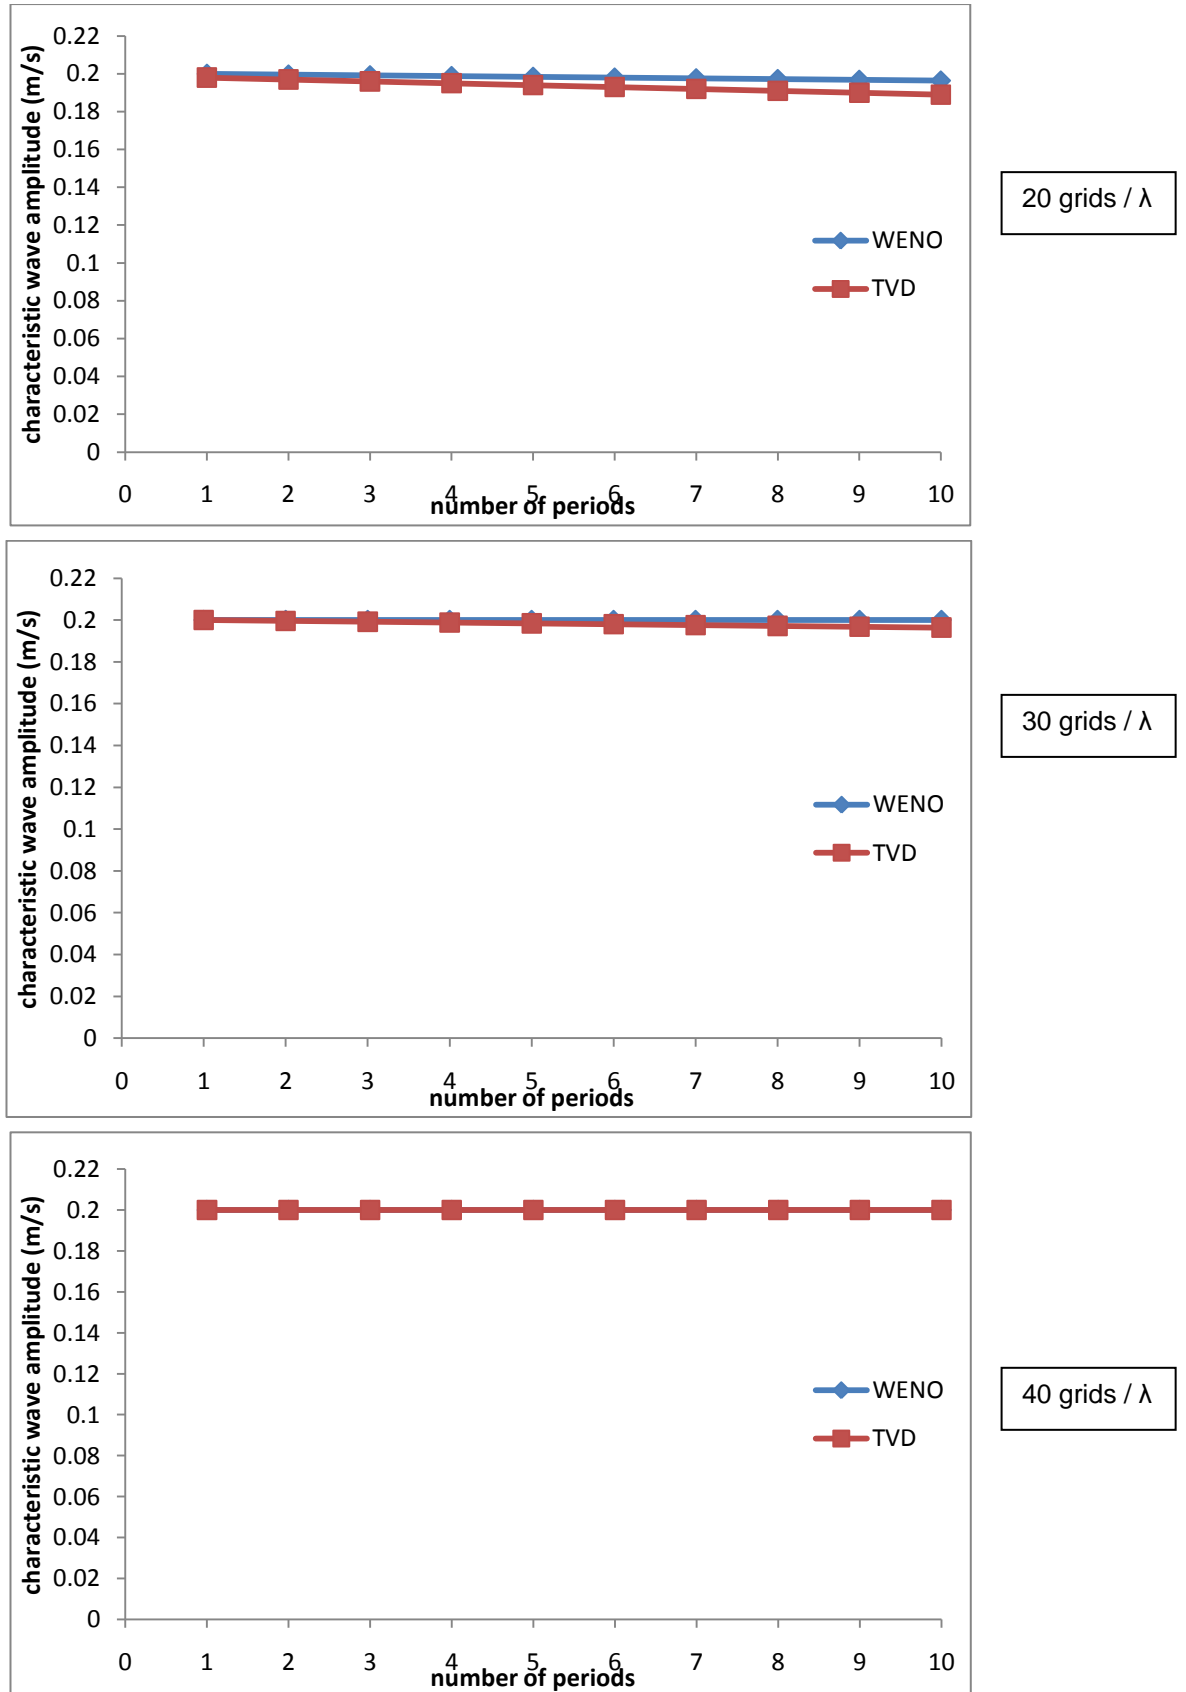 characteristic wave amplitude (m/s)
0.22
0.2
0.18
0.16
0.14
0.12
0.1
0.08
0.06
0.04
0.02
0
0 1 2 3 4 5 6 7 8 9 10
number of periods
WENO
TVD
20 grids / λ
characteristic wave amplitude (m/s)
0.22
0.2
0.18
0.16
0.14
0.12
0.1
0.08
0.06
0.04
0.02
0
0 1 2 3 4 5 6 7 8 9 10
number of periods
WENO
TVD
30 grids / λ
characteristic wave amplitude (m/s)
0.22
0.2
0.18
0.16
0.14
0.12
0.1
0.08
0.06
0.04
0.02
0
0 1 2 3 4 5 6 7 8 9 10
number of periods
WENO
TVD
40 grids / λ